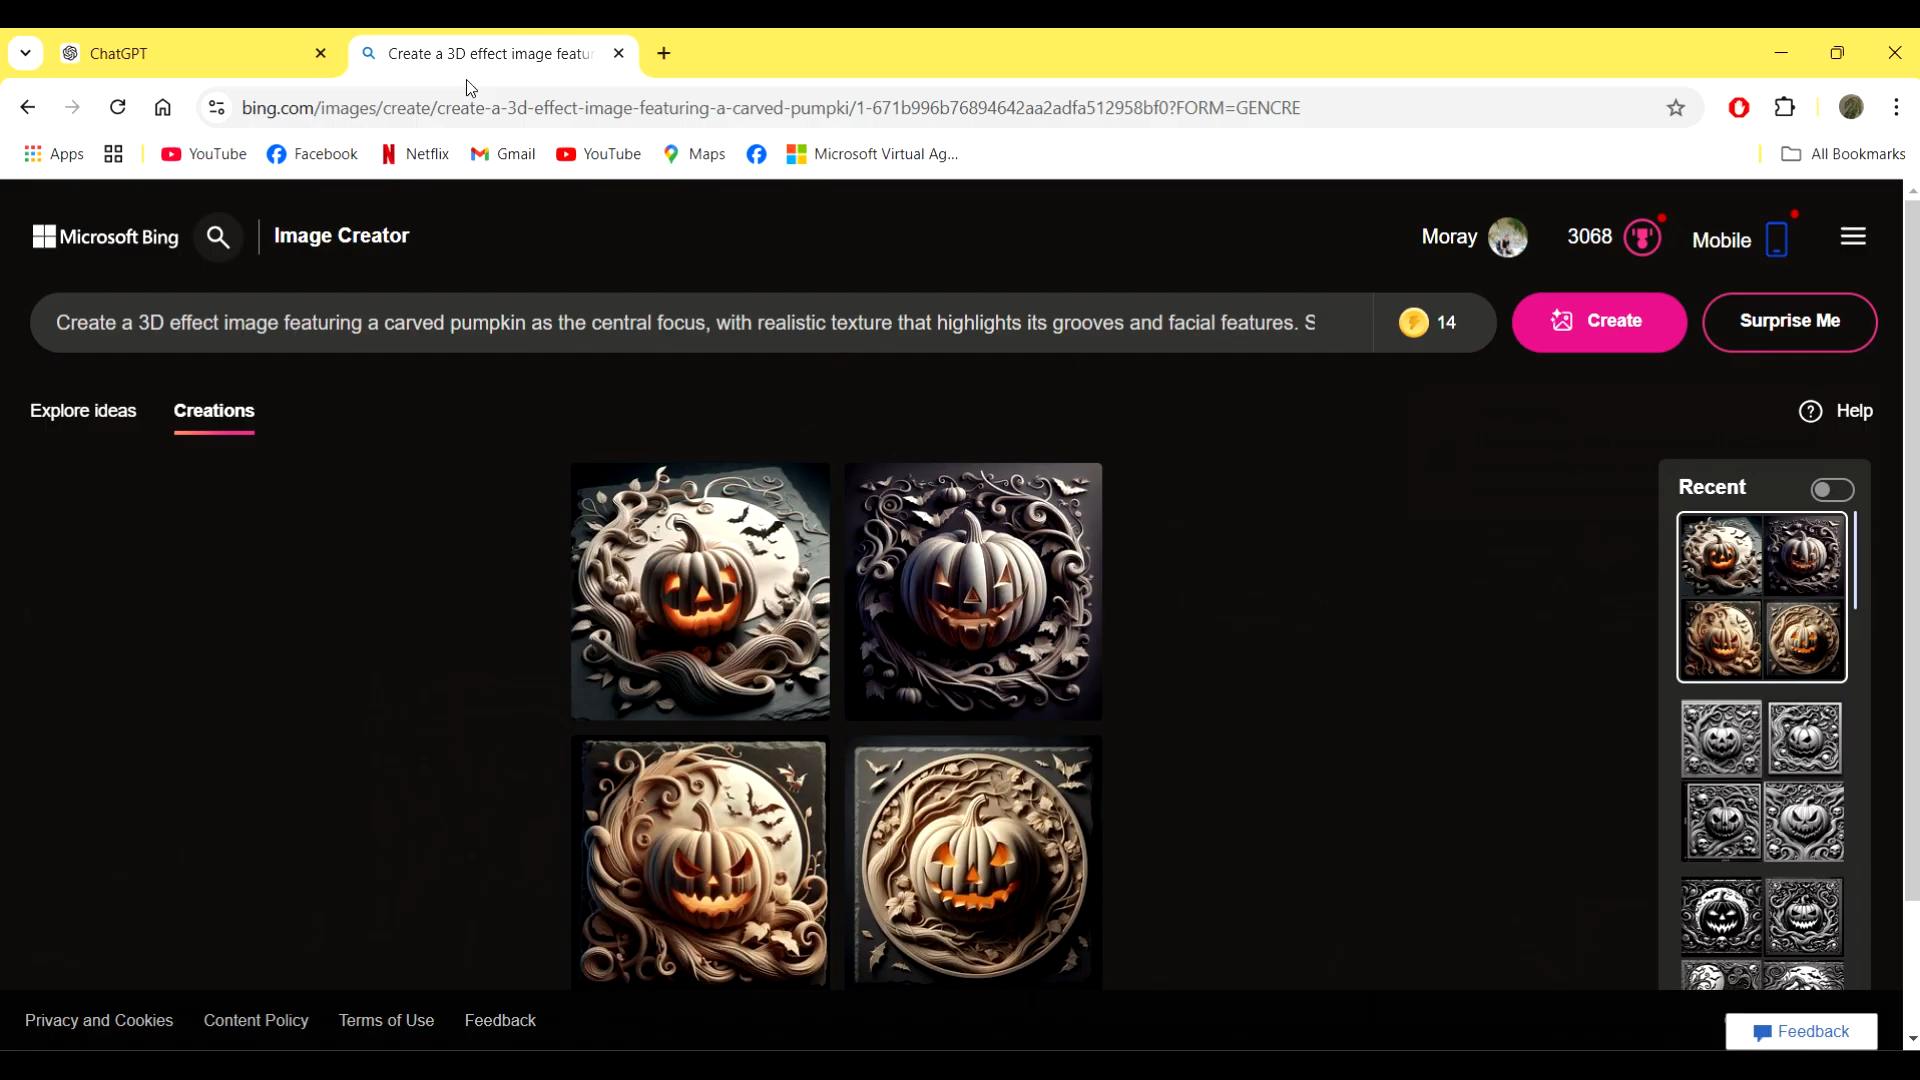 ChatGPT
Create a 3D effect image featur
bing.com/images/create/create-a-3d-effect-image-featuring-a-carved-pumpki/1-671b996b76894642aa2adfa512958bf0?FORM=GENCRE
Apps YouTube Facebook Netflix Gmail YouTube Maps Microsoft Virtual Ag... All Bookmarks
Microsoft Bing Image Creator Moray 3068 Mobile
Create a 3D effect image featuring a carved pumpkin as the central focus, with realistic texture that highlights its grooves and facial features. S 14 Create Surprise Me
Explore ideas Creations Help
Recent
Privacy and Cookies Content Policy Terms of Use Feedback
Feedback